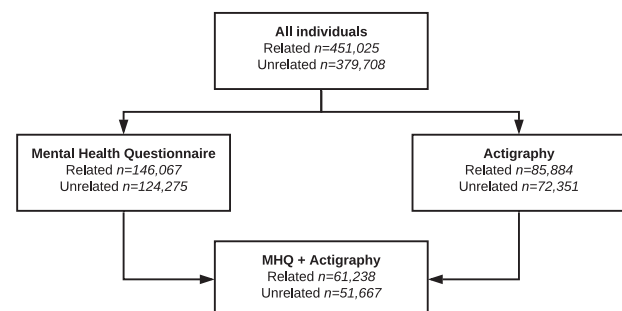 All individuals
Related n=451,025
Unrelated n=379,708
Mental Health Questionnaire
Related n=146,067
Unrelated n=124,275
Actigraphy
Related n=85,884
Unrelated n=72,351
MHQ + Actigraphy
Related n=61,238
Unrelated n=51,667